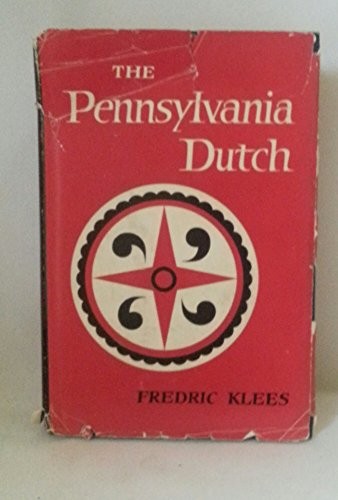 THE
Pennsylvania
Dutch
FREDRIC KLEES